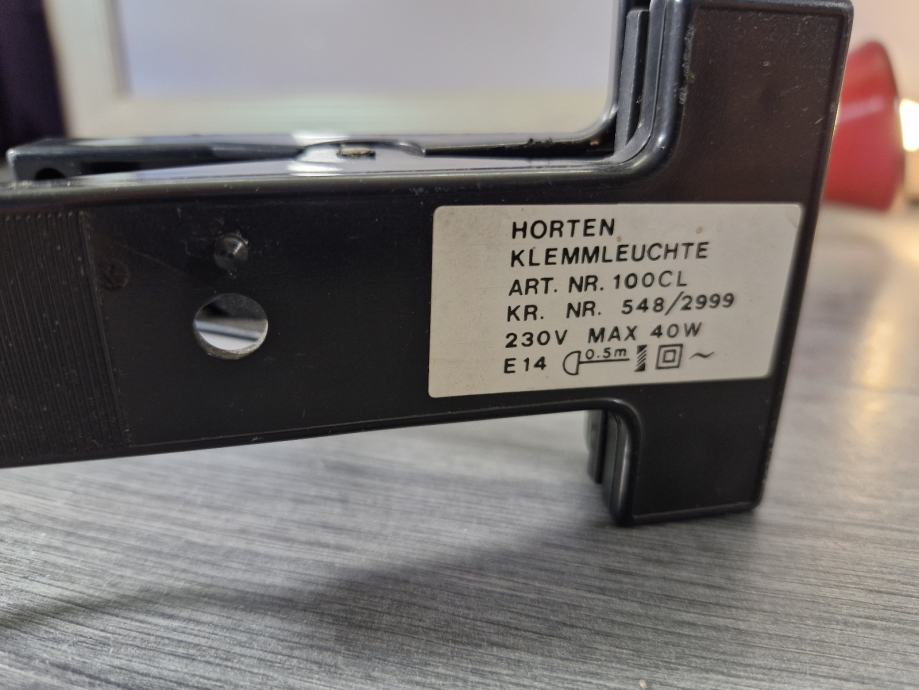 HORTEN
KLEMMLEUCHTE
ART. NR. 100CL
KR. NR. 548/2999
230V MAX 40W
E14 0.5m ~